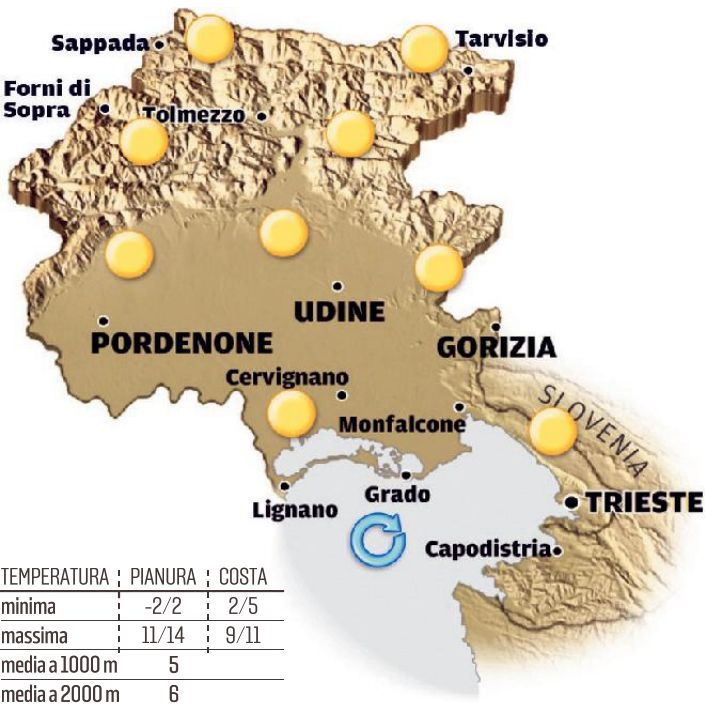 Sappada
Tarvisio
Forni di
Sopra
Tolmezzo
UDINE
PORDENONE
GORIZIA
Cervignano
SLOVENIA
Monfalcone
Grado
Lignano
TRIESTE
Capodistria
TEMPERATURA PIANURA COSTA
minima -2/2 2/5
massima 11/14 9/11
media a 1000 m 5
media a 2000 m 6